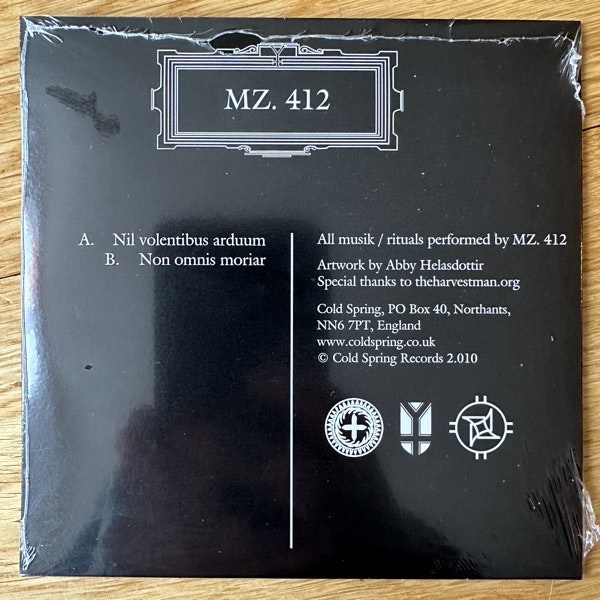 MZ. 412
A. Nil volentibus arduum
B. Non omnis moriar
All musik / rituals performed by MZ. 412
Artwork by Abby Helasdottir
Special thanks to theharvestman.org
Cold Spring, PO Box 40, Northants,
NN6 7PT, England
www.coldspring.co.uk
© Cold Spring Records 2.010